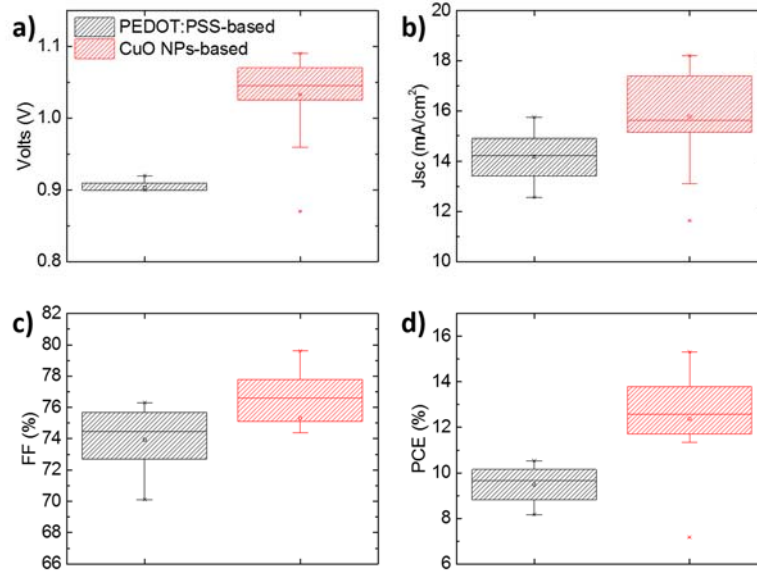 a)
PEDOT:PSS-based
CuO NPs-based
1.1
1.0
0.9
0.8
Volts (V)
b)
18
16
14
12
10
Jsc (mA/cm²)
c)
82
80
78
76
74
72
70
68
66
FF (%)
d)
16
14
12
10
8
6
4
PCE (%)